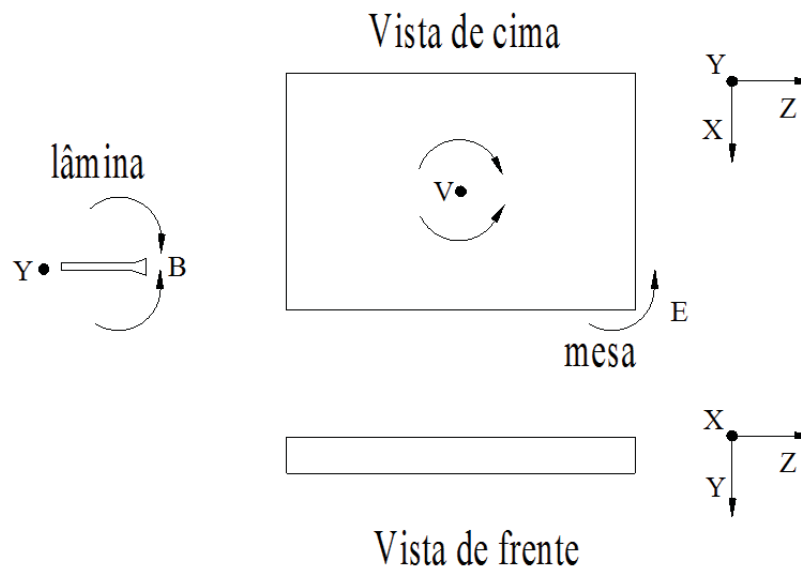 Vista de cima
Y
Z
X
lâmina
V
Y
B
E
mesa
X
Z
Y
Vista de frente